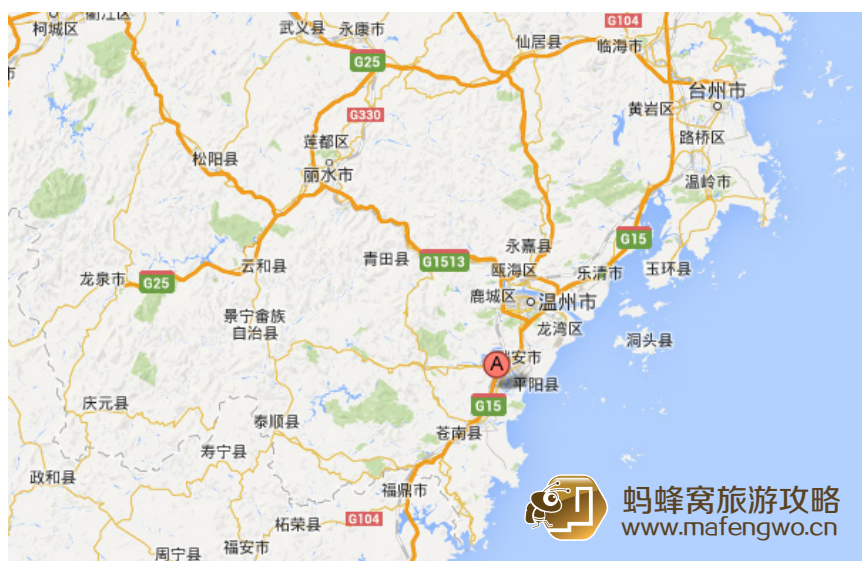 衢江区
柯城区
武义县
永康市
G104
仙居县
临海市
G25
台州市
黄岩区
G330
莲都区
路桥区
松阳县
丽水市
温岭市
G15
永嘉县
青田县
G1513
云和县
瓯海区
乐清市
玉环县
龙泉市
G25
鹿城区
温州市
景宁畲族
自治县
龙湾区
洞头县
A
安市
平阳县
庆元县
G15
泰顺县
苍南县
寿宁县
政和县
福鼎市
柘荣县
G104
福安市
周宁县
蚂蜂窝旅游攻略
www.mafengwo.cn